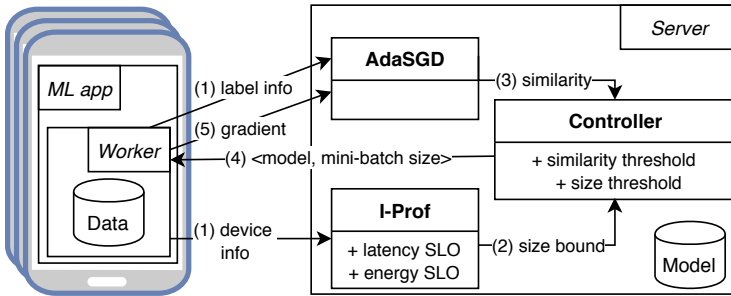 Server
ML app
Worker
Data
(1) label info
(5) gradient
(4) <model, mini-batch size>
(1) device
info
AdaSGD
(3) similarity
Controller
+ similarity threshold
+ size threshold
I-Prof
+ latency SLO
+ energy SLO
(2) size bound
Model